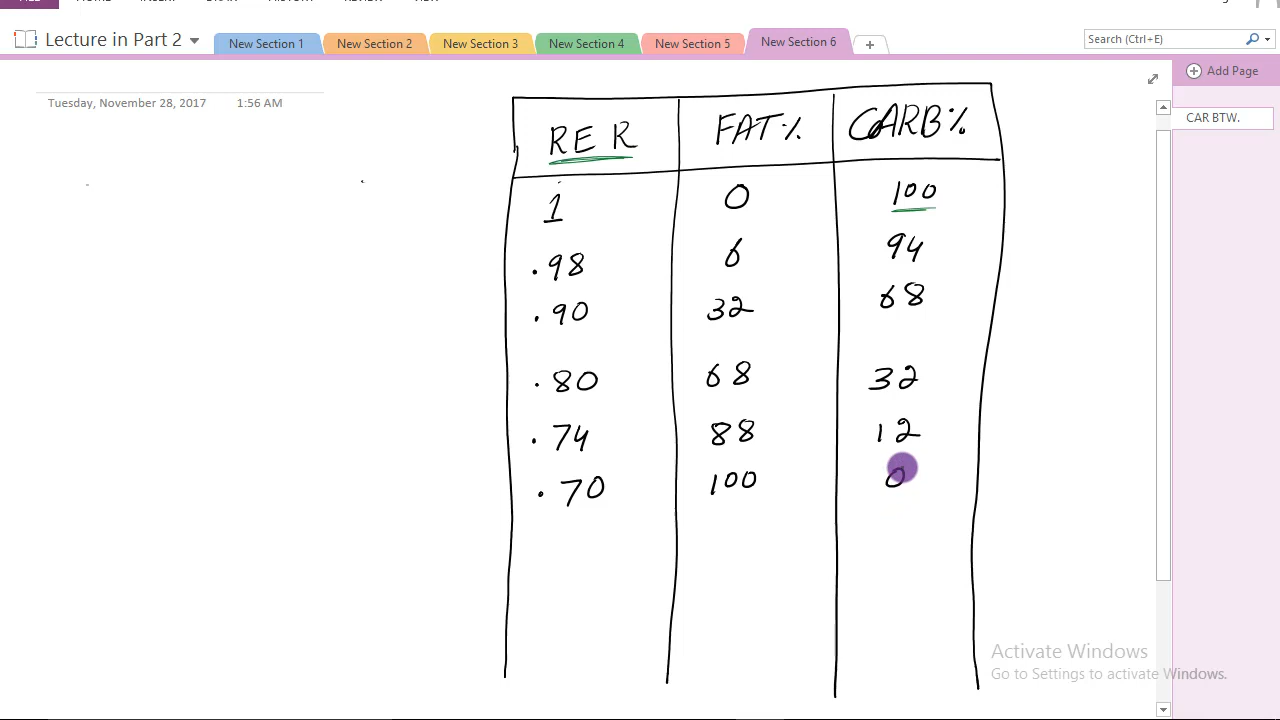 Lecture in Part 2
New Section 1
New Section 2
New Section 3
New Section 4
New Section 5
New Section 6
Search (Ctrl+E)
Add Page
CAR BTW.
Tuesday, November 28, 2017 1:56 AM
RER FAT% CARB%
1 0 100
.98 6 94
.90 32 68
.80 68 32
.74 88 12
.70 100 0
Activate Windows
Go to Settings to activate Windows.